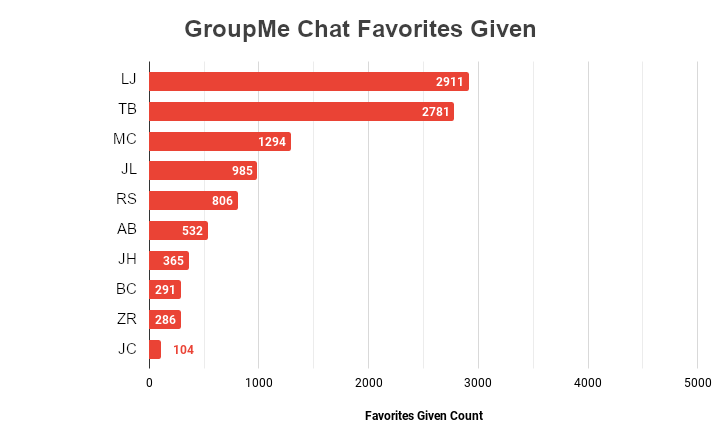 GroupMe Chat Favorites Given
LJ 2911
TB 2781
MC 1294
JL 985
RS 806
AB 532
JH 365
BC 291
ZR 286
JC 104
0 1000 2000 3000 4000 5000
Favorites Given Count